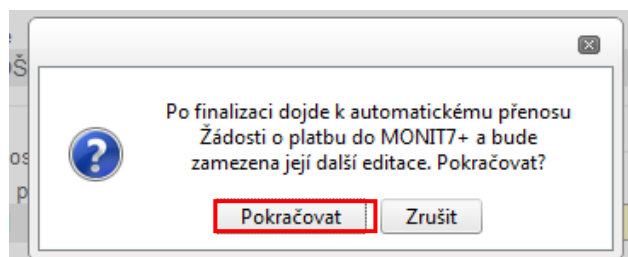 Po finalizaci dojde k automatickému přenosu
Žádosti o platbu do MONIT7+ a bude
zamezena její další editace. Pokračovat?
Pokračovat Zrušit